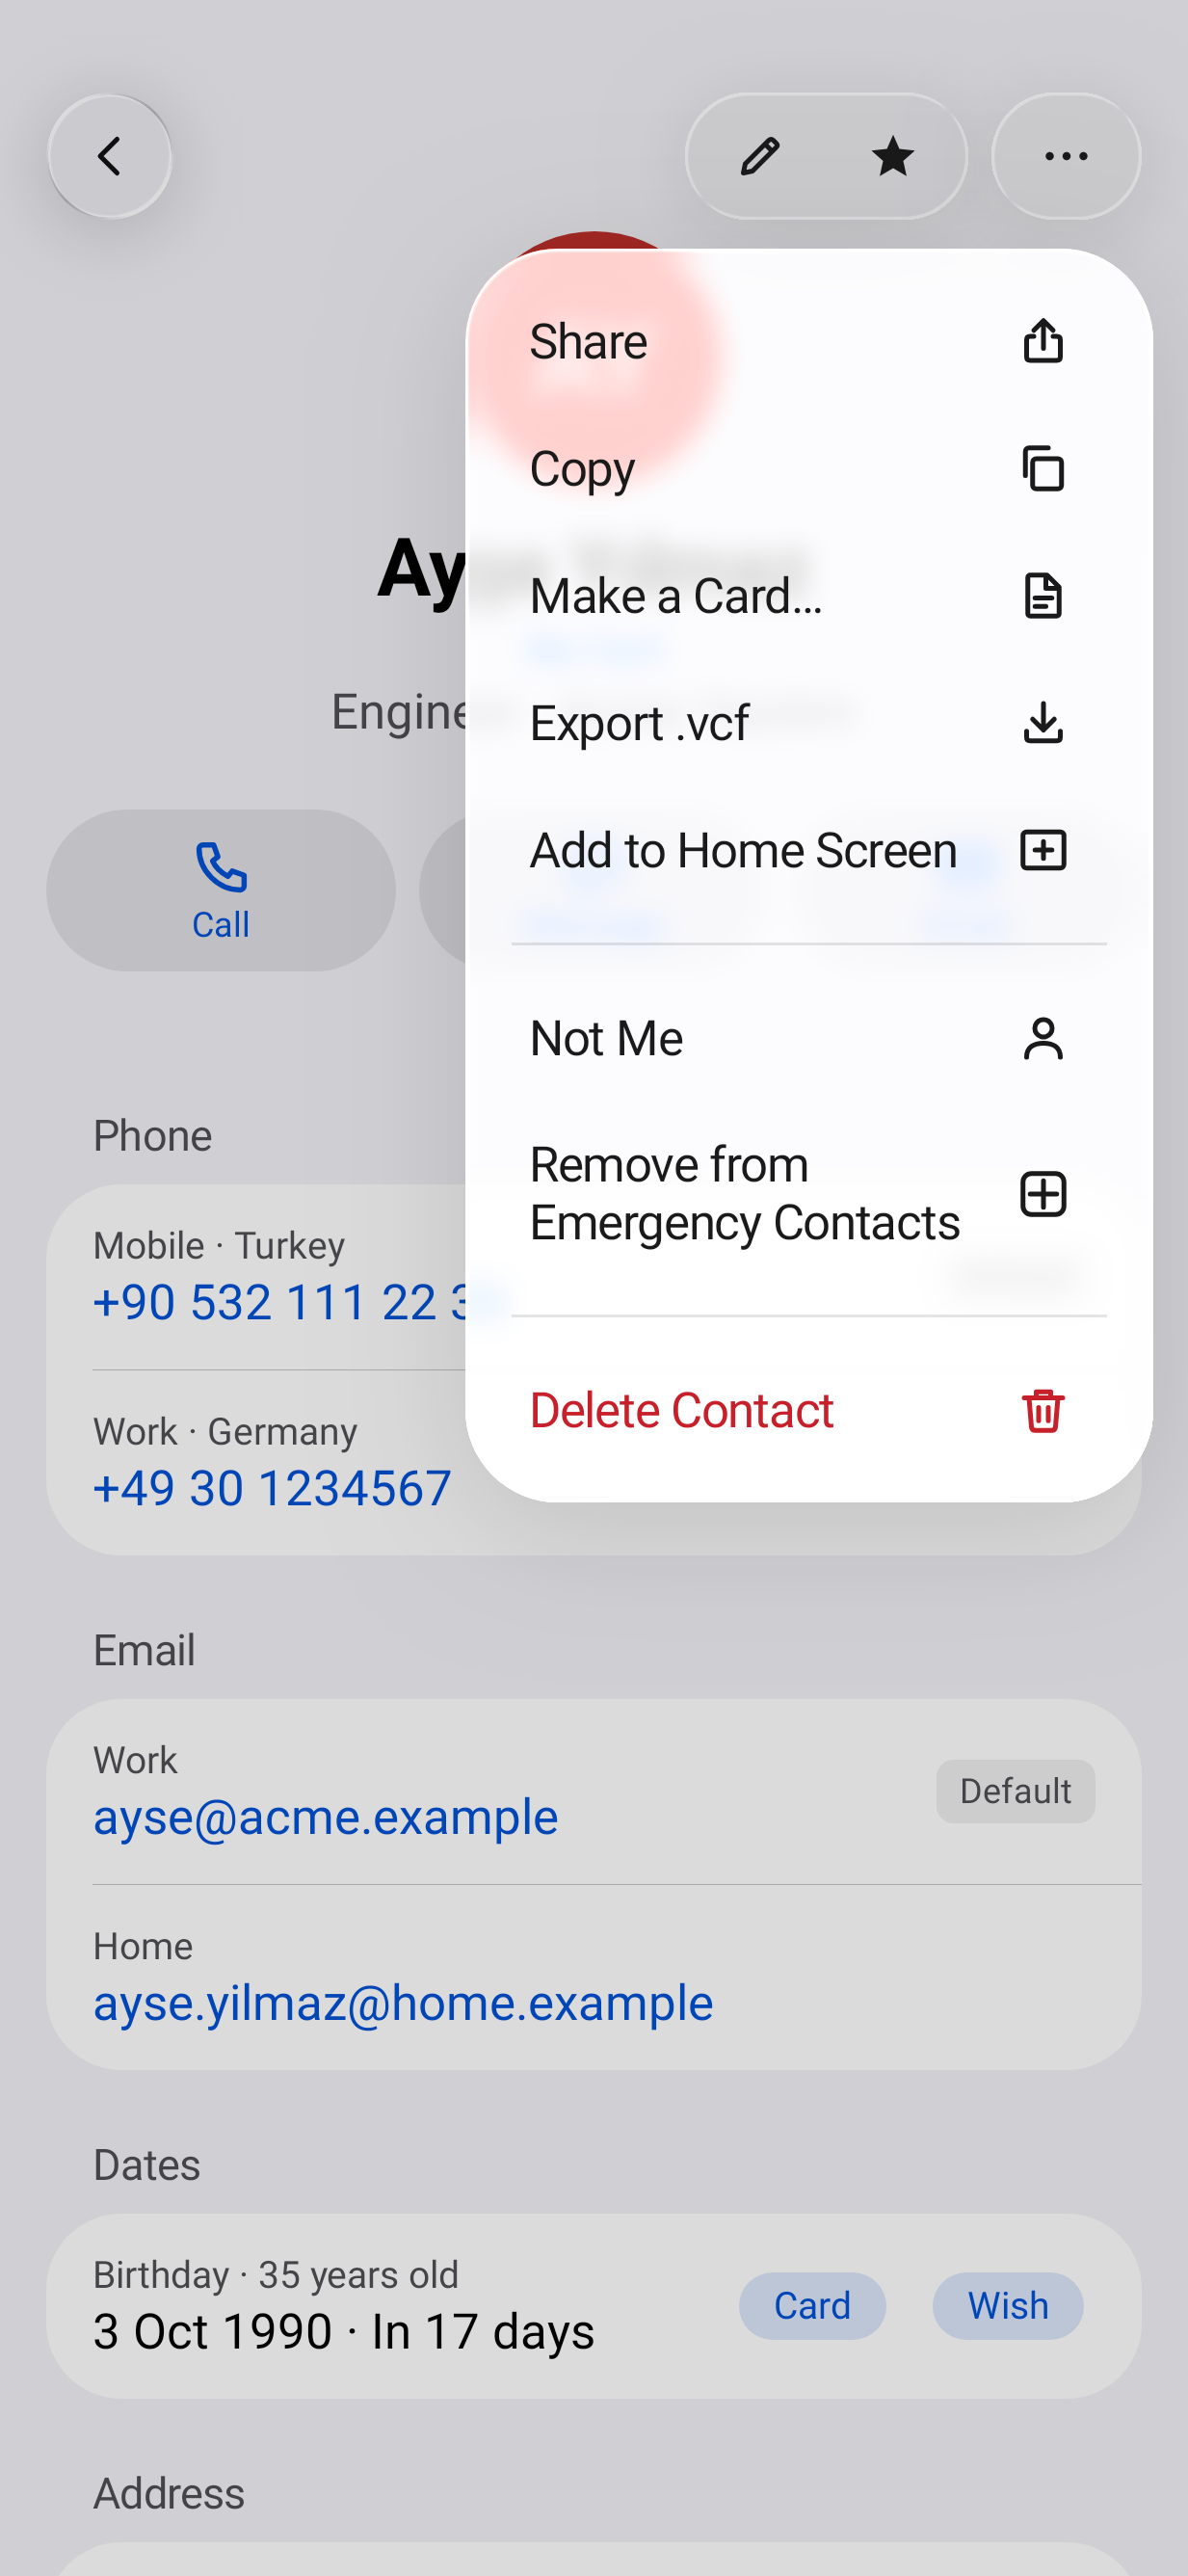 Share
Copy
Ay
Make a Card...
Engine
Export .vcf
Add to Home Screen
Call
Not Me
Phone
Remove from
Emergency Contacts
Mobile · Turkey
+90 532 111 22
Delete Contact
Work · Germany
+49 30 1234567
Email
Work
ayse@acme.example
Default
Home
ayse.yilmaz@home.example
Dates
Birthday · 35 years old
3 Oct 1990 · In 17 days
Card
Wish
Address